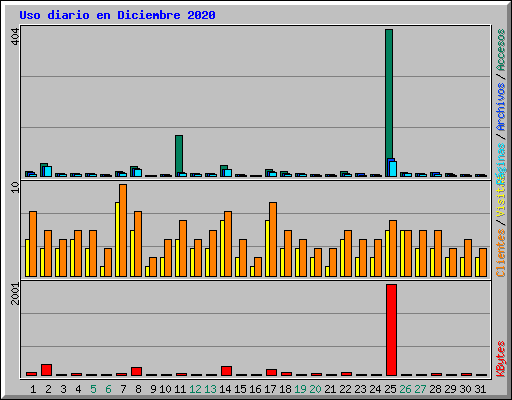 Uso diario en Diciembre 2020
404
10
2001
Clientes / Visitas
Páginas / Archivos / Accesos
KBytes
1 2 3 4 5 6 7 8 9 10 11 12 13 14 15 16 17 18 19 20 21 22 23 24 25 26 27 28 29 30 31